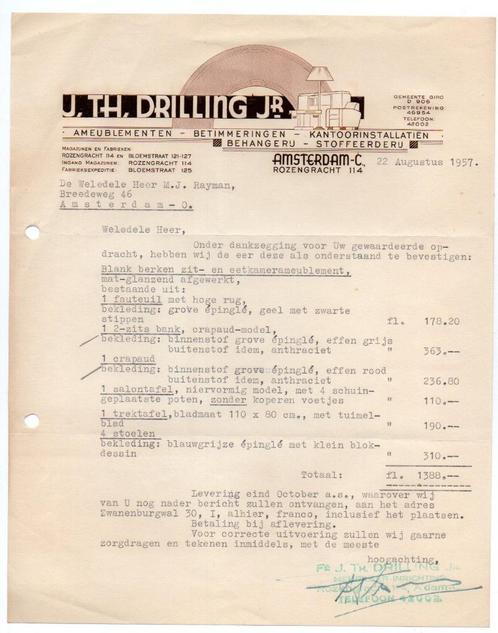 J. TH. DRILLING JR.
GEMEENTE GIRO
D 906
POSTREKENING
46954
TELEFOON
42002
AMEUBLEMENTEN - BETIMMERINGEN - KANTOORINSTALLATIEN
BEHANGERIJ - STOFFEERDERIJ
MAGAZIJNEN EN FABRIEKEN
ROZENGRACHT 114 EN BLOEMSTRAAT 121-127
INGANG MAGAZIJNEN: ROZENGRACHT 114
FABRIEKSEXPEDITIE: BLOEMSTRAAT 125
AMSTERDAM-C.
ROZENGRACHT 114
22 Augustus 1957.
De Weledele Heer M.J. Rayman,
Breedeweg 46
Amsterdam-O.
Weledele Heer,
Onder dankzegging voor Uw gewaardeerde op-
dracht, hebben wij de eer deze als onderstaand te bevestigen:
Blank berken zit- en eetkamerameublement,
mat-glanzend afgewerkt,
bestaande uit:
1 fauteuil met hoge rug,
bekleding: grove épinglé, geel met zwarte
stippen fl. 178.20
1 2-zits bank, crapaud-model,
bekleding: binnenstof grove épinglé, effen grijs
buitenstof idem, anthraciet " 363.--
1 crapaud
bekleding: binnenstof grove épinglé, effen rood
buitenstof idem, anthraciet " 236.80
1 salontafel, niervormig model, met 4 schuin-
geplaatste poten, zonder koperen voetjes " 110.--
1 trektafel, bladmaat 110 x 80 cm., met tuimel-
blad " 190.--
4 stoelen
bekleding: blauwgrijze épinglé met klein blok-
dessin " 310.--
Totaal: fl. 1388.--
Levering eind October a.s., waarover wij
van U nog nader bericht zullen ontvangen, aan het adres
Zwanenburgwal 30, I, alhier, franco, inclusief het plaatsen.
Betaling bij aflevering.
Voor correcte uitvoering zullen wij gaarne
zorgdragen en tekenen inmiddels, met de meeste
hoogachting,
FA J. TH. DRILLING JR.
TELEFOON 42002